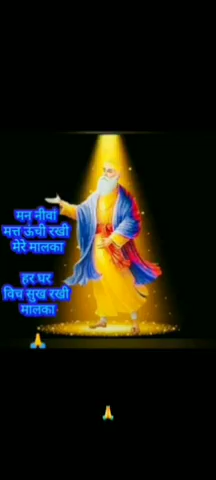 मन नीवां
मत्त ऊंची रखी
मेरे मालका
हर घर
विच सुख रखी
मालका
🙏
🙏